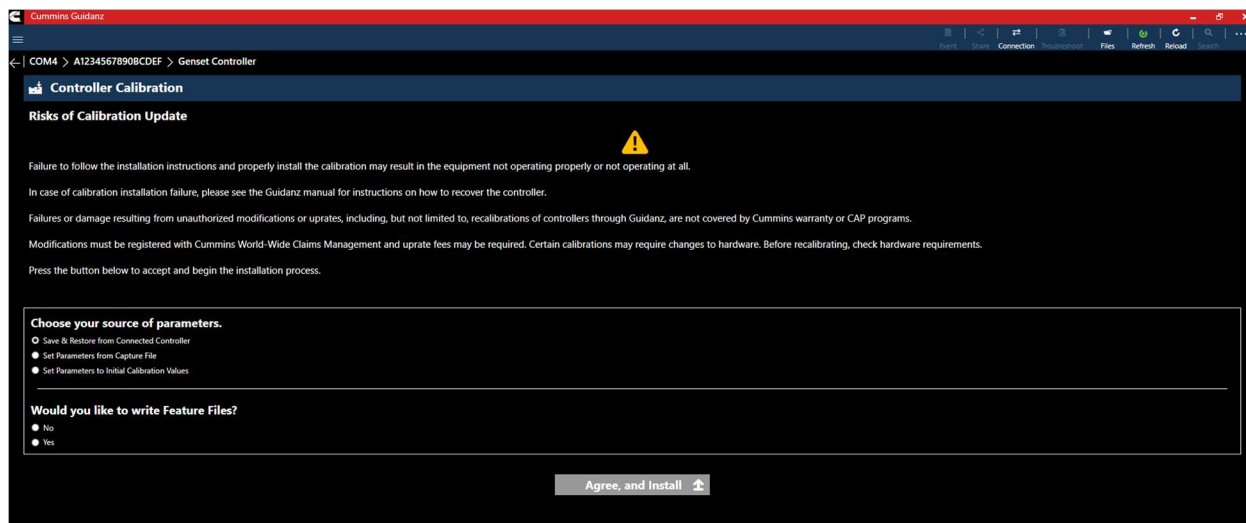 Cummins Guidanz
Event Share Connection Troubleshoot Files Refresh Reload Search
COM4 > A1234567890BCDEF > Genset Controller
Controller Calibration
Risks of Calibration Update
Failure to follow the installation instructions and properly install the calibration may result in the equipment not operating properly or not operating at all.
In case of calibration installation failure, please see the Guidanz manual for instructions on how to recover the controller.
Failures or damage resulting from unauthorized modifications or uprates, including, but not limited to, recalibrations of controllers through Guidanz, are not covered by Cummins warranty or CAP programs.
Modifications must be registered with Cummins World-Wide Claims Management and uprate fees may be required. Certain calibrations may require changes to hardware. Before recalibrating, check hardware requirements.
Press the button below to accept and begin the installation process.
Choose your source of parameters.
Save & Restore from Connected Controller
Set Parameters from Capture File
Set Parameters to Initial Calibration Values
Would you like to write Feature Files?
No
Yes
Agree, and Install